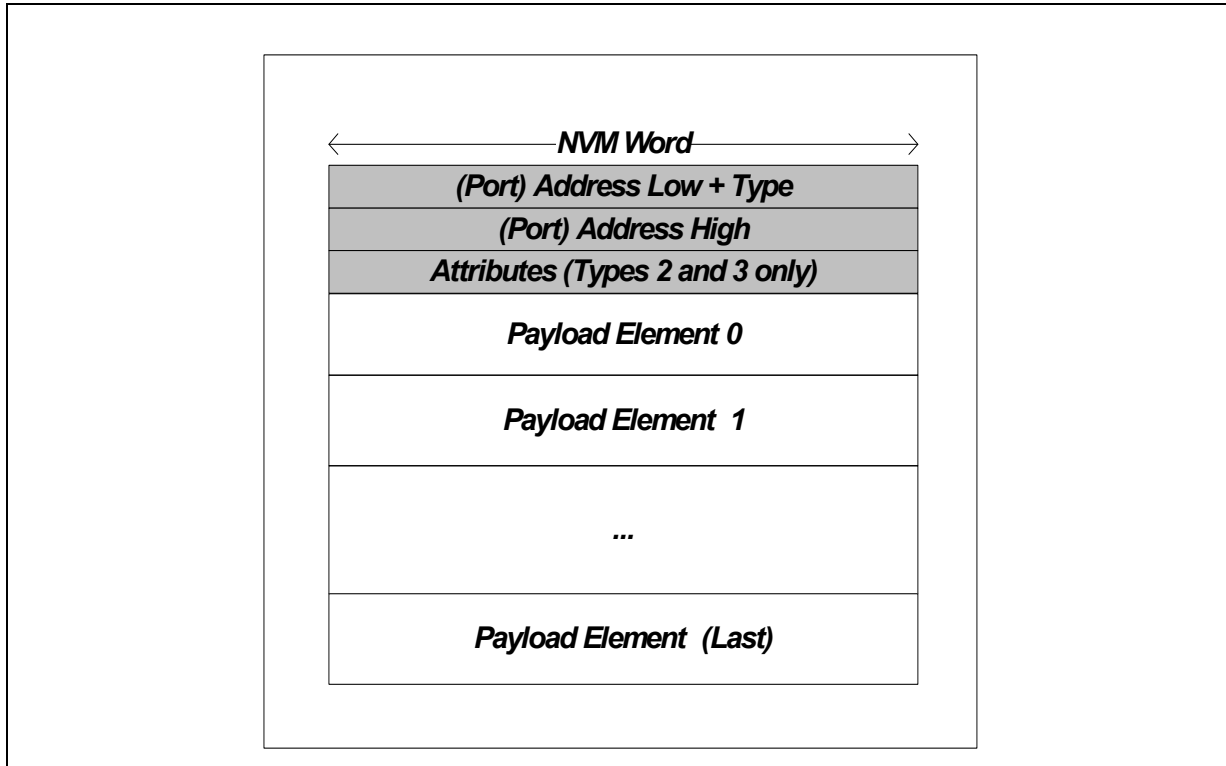 NVM Word
(Port) Address Low + Type
(Port) Address High
Attributes (Types 2 and 3 only)
Payload Element 0
Payload Element 1
...
Payload Element (Last)